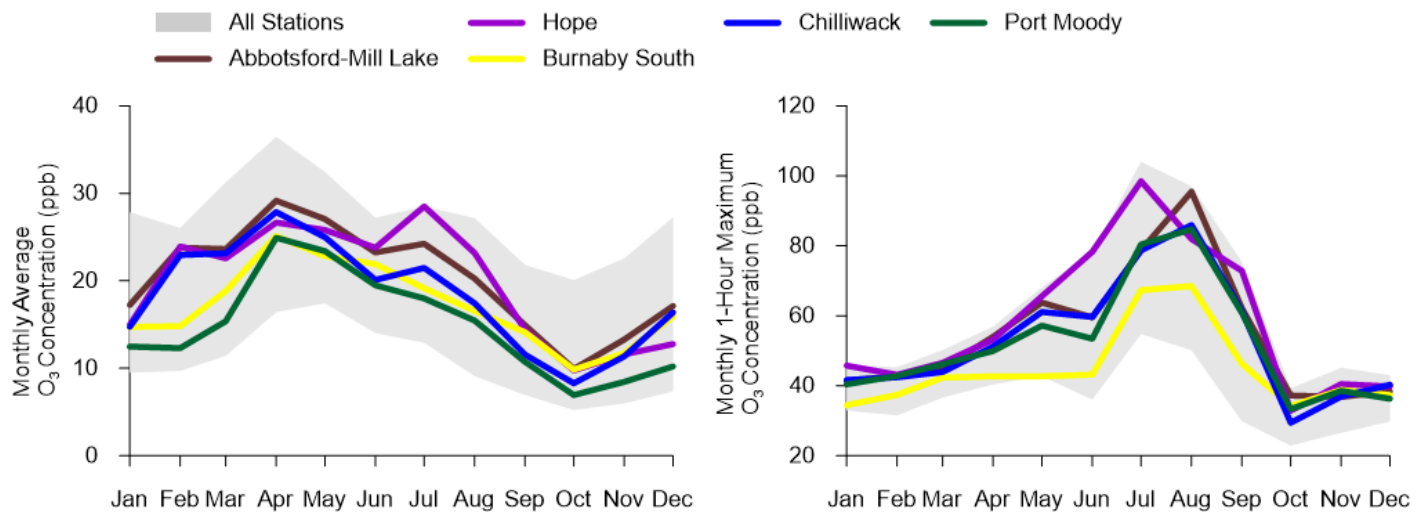 All Stations Hope Chilliwack Port Moody
Abbotsford-Mill Lake Burnaby South
Monthly Average
O₃ Concentration (ppb)
40
30
20
10
0
Jan Feb Mar Apr May Jun Jul Aug Sep Oct Nov Dec
Monthly 1-Hour Maximum
O₃ Concentration (ppb)
120
100
80
60
40
20
Jan Feb Mar Apr May Jun Jul Aug Sep Oct Nov Dec